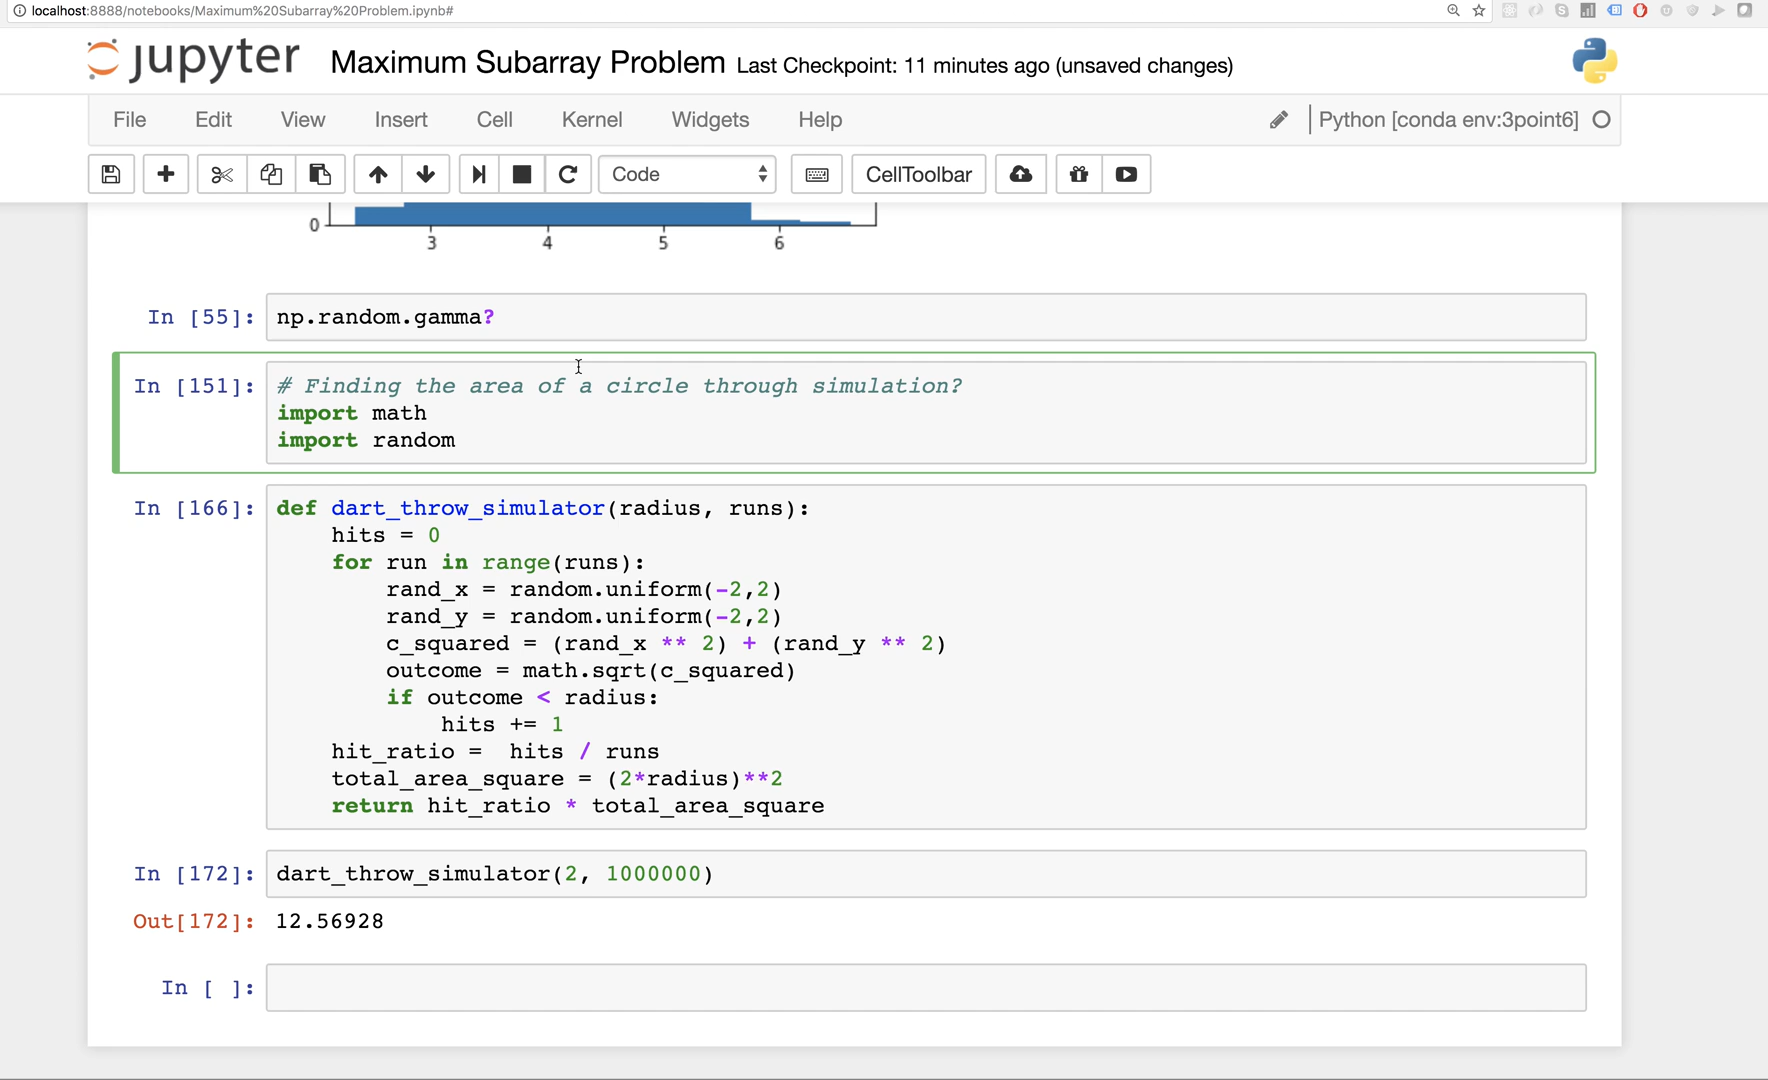 localhost:8888/notebooks/Maximum%20Subarray%20Problem.ipynb#
jupyter Maximum Subarray Problem Last Checkpoint: 11 minutes ago (unsaved changes)
File Edit View Insert Cell Kernel Widgets Help Python [conda env:3point6]
Code CellToolbar
0
3 4 5 6
In [55]: np.random.gamma?
In [151]: # Finding the area of a circle through simulation?
import math
import random
In [166]: def dart_throw_simulator(radius, runs):
    hits = 0
    for run in range(runs):
        rand_x = random.uniform(-2,2)
        rand_y = random.uniform(-2,2)
        c_squared = (rand_x ** 2) + (rand_y ** 2)
        outcome = math.sqrt(c_squared)
        if outcome < radius:
            hits += 1
    hit_ratio =  hits / runs
    total_area_square = (2*radius)**2
    return hit_ratio * total_area_square
In [172]: dart_throw_simulator(2, 1000000)
Out[172]: 12.56928
In [ ]: